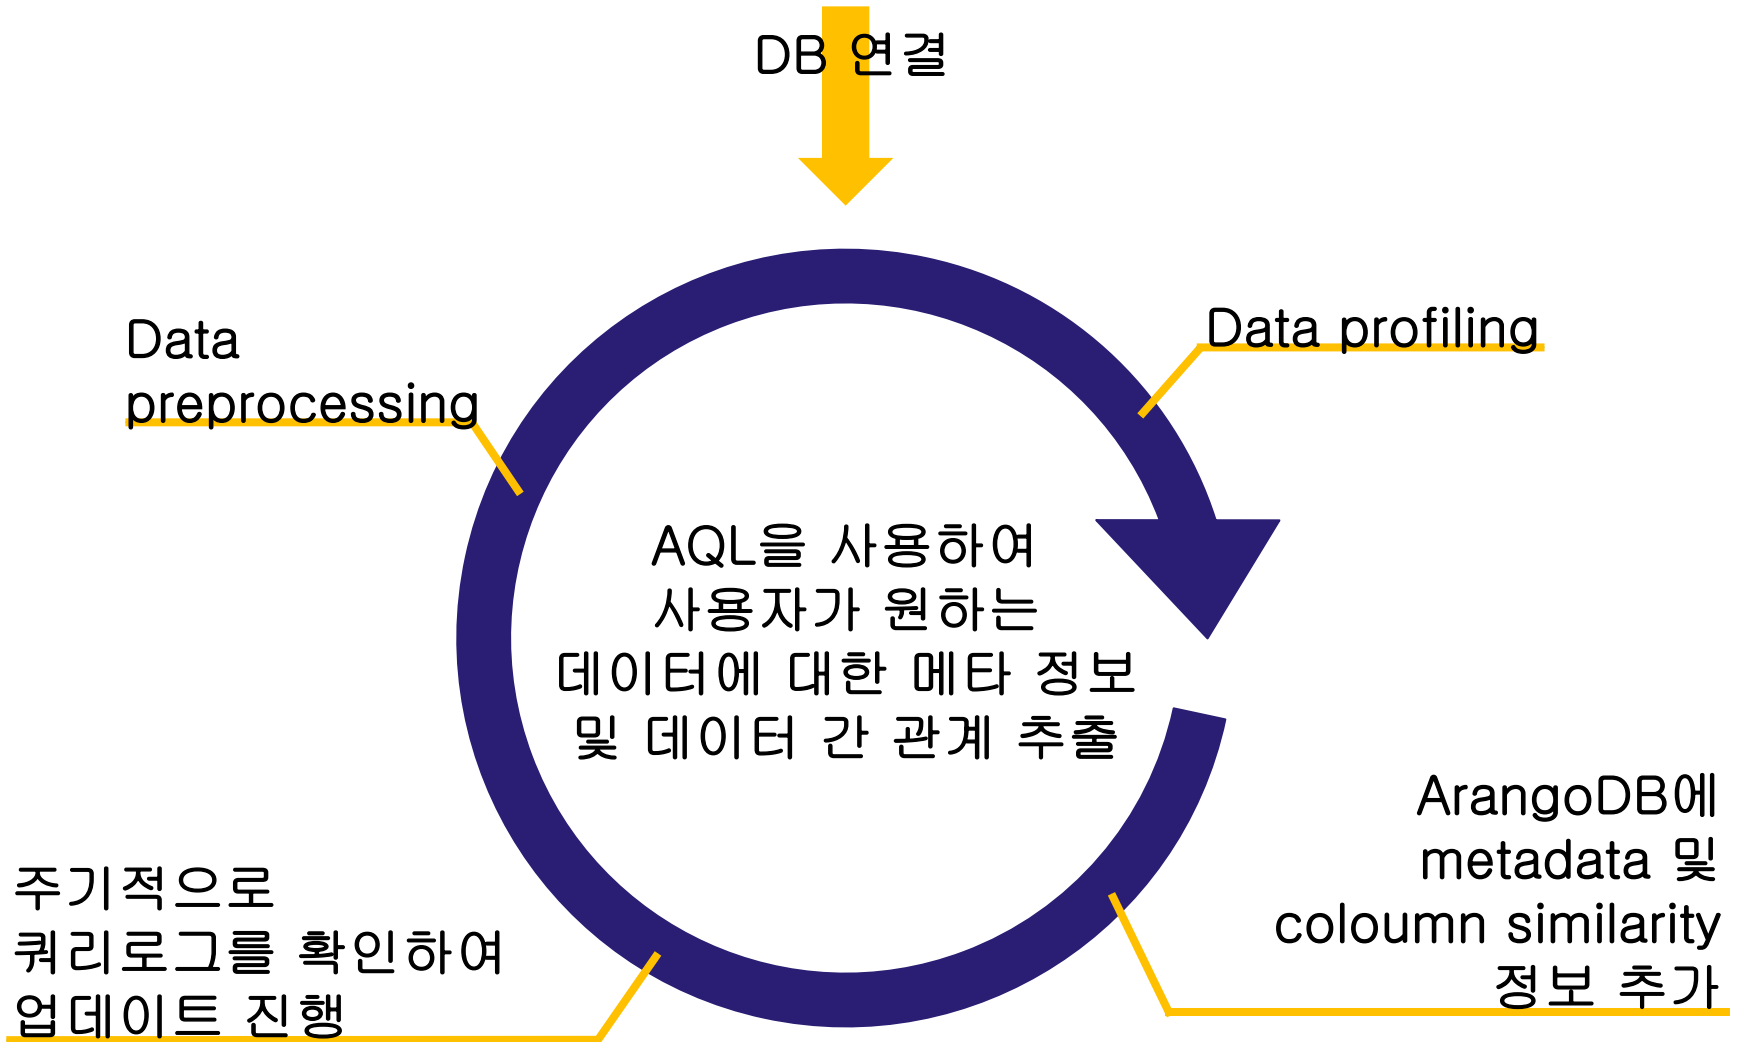 DB 연결
Data profiling
Data
preprocessing
AQL을 사용하여
사용자가 원하는
데이터에 대한 메타 정보
및 데이터 간 관계 추출
ArangoDB에
metadata 및
coloumn similarity
정보 추가
주기적으로
쿼리로그를 확인하여
업데이트 진행